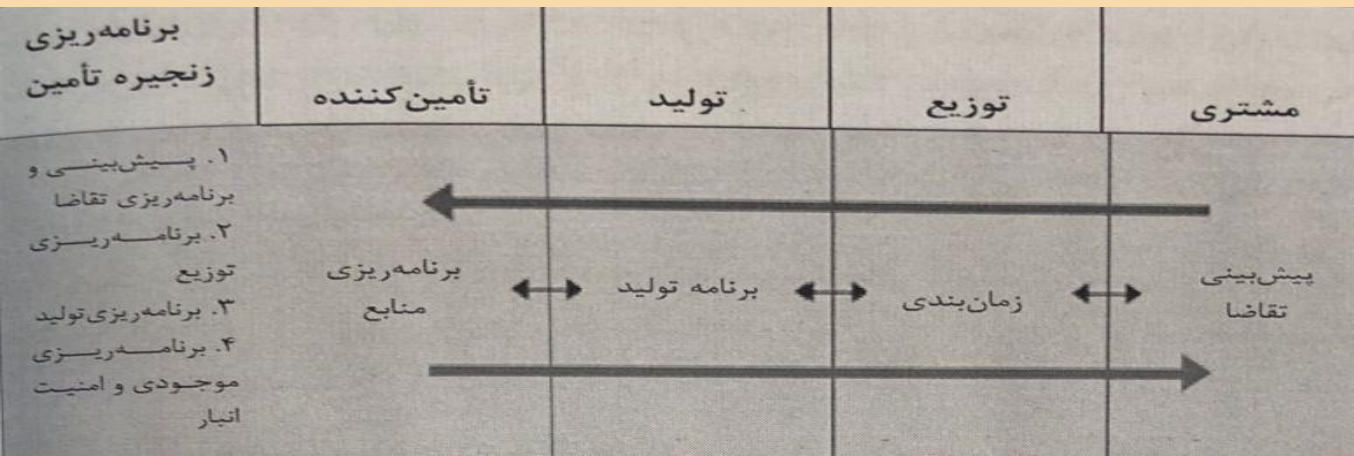 برنامه‌ریزی
زنجیره تأمین
تأمین‌کننده
تولید
توزیع
مشتری
۱. پیش‌بینی و
برنامه‌ریزی تقاضا
۲. برنامه‌ریزی
توزیع
۳. برنامه‌ریزی‌تولید
۴. برنامه‌ریزی
موجودی و امنیت
انبار
برنامه‌ریزی
منابع
برنامه تولید
زمان‌بندی
پیش‌بینی
تقاضا